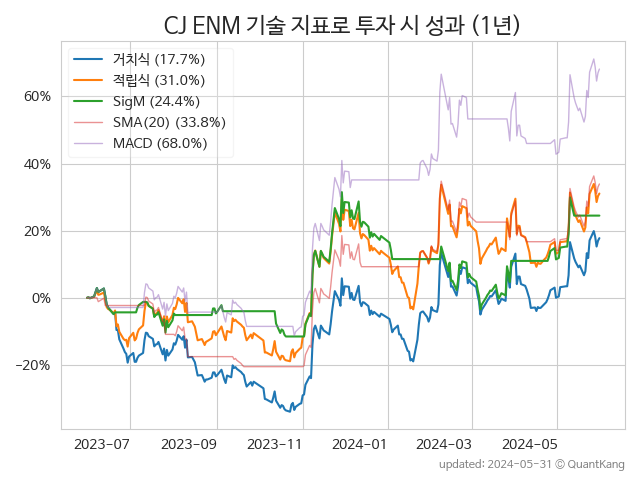 CJ ENM 기술 지표로 투자 시 성과 (1년)
거치식 (17.7%)
적립식 (31.0%)
SigM (24.4%)
SMA(20) (33.8%)
MACD (68.0%)
60%
40%
20%
0%
−20%
2023-07 2023-09 2023-11 2024-01 2024-03 2024-05
updated: 2024-05-31 © QuantKang